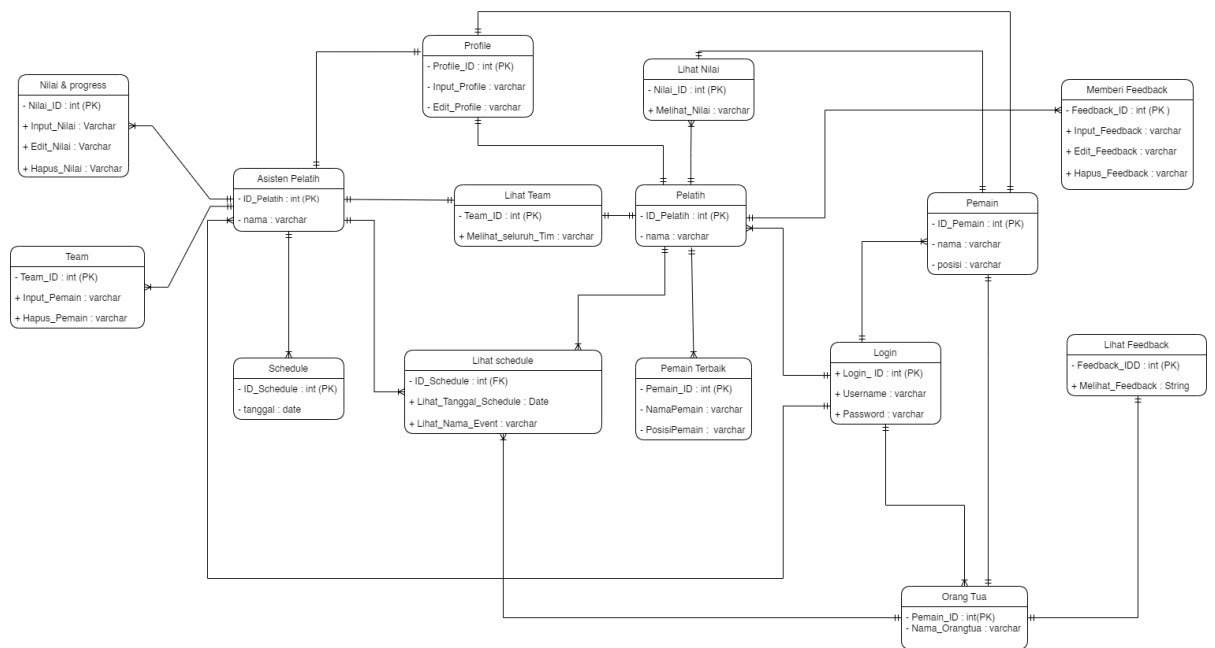 Profile
- Profile_ID : int (PK)
- Input_Profile : varchar
- Edit_Profile : varchar
Lihat Nilai
- Nilai_ID : int (PK)
+ Melihat_Nilai : varchar
Nilai & progress
- Nilai_ID : int (PK)
+ Input_Nilai : Varchar
+ Edit_Nilai : Varchar
+ Hapus_Nilai : Varchar
Memberi Feedback
- Feedback_ID : int (PK )
+ Input_Feedback : varchar
+ Edit_Feedback : varchar
+ Hapus_Feedback : varchar
Asisten Pelatih
- ID_Pelatih : int (PK)
- nama : varchar
Lihat Team
- Team_ID : int (PK)
+ Melihat_seluruh_Tim : varchar
Pelatih
- ID_Pelatih : int (PK)
- nama : varchar
Pemain
- ID_Pemain : int (PK)
- nama : varchar
- posisi : varchar
Team
- Team_ID : int (PK)
+ Input_Pemain : varchar
+ Hapus_Pemain : varchar
Schedule
- ID_Schedule : int (PK)
- tanggal : date
Lihat schedule
- ID_Schedule : int (FK)
+ Lihat_Tanggal_Schedule : Date
+ Lihat_Nama_Event : varchar
Pemain Terbaik
- Pemain_ID : int (PK)
- NamaPemain : varchar
- PosisiPemain : varchar
Login
+ Login_ ID : int (PK)
+ Username : varchar
+ Password : varchar
Lihat Feedback
- Feedback_IDD : int (PK)
+ Melihat_Feedback : String
Orang Tua
- Pemain_ID : int(PK)
- Nama_Orangtua : varchar